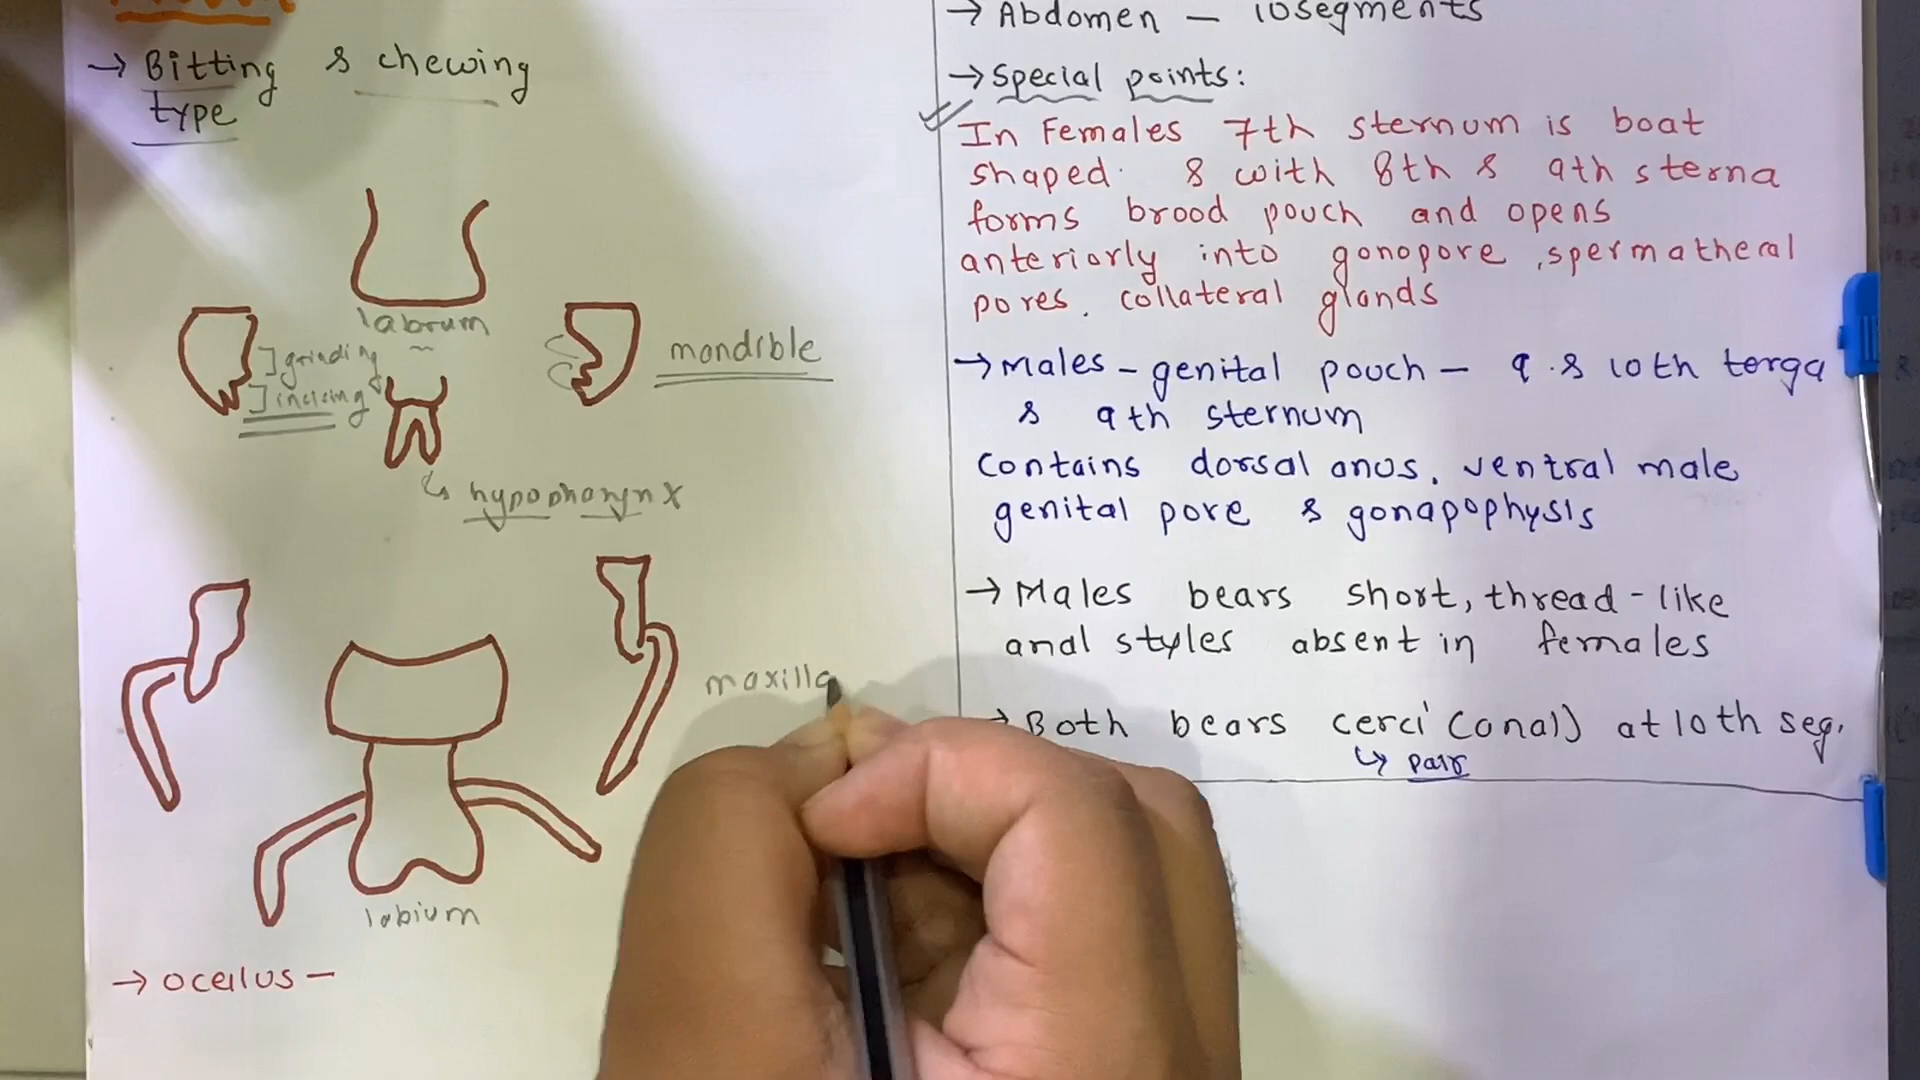 → Bitting & chewing
type
labrum
] grinding
] incising
mandible
hypopharynx
maxilla
labium
→ ocellus –
→ Abdomen – 10segments
→ Special points:
In Females 7th sternum is boat
shaped. & with 8th & 9th sterna
forms brood pouch and opens
anteriorly into gonopore, spermathecal
pores. collateral glands
→ Males – genital pouch – 9 & 10th terga
& 9th sternum
contains dorsal anus, ventral male
genital pore & gonapophysis
→ Males bears short, thread-like
anal styles absent in females
→ Both bears cerci (anal) at 10th seg.
↳ pair